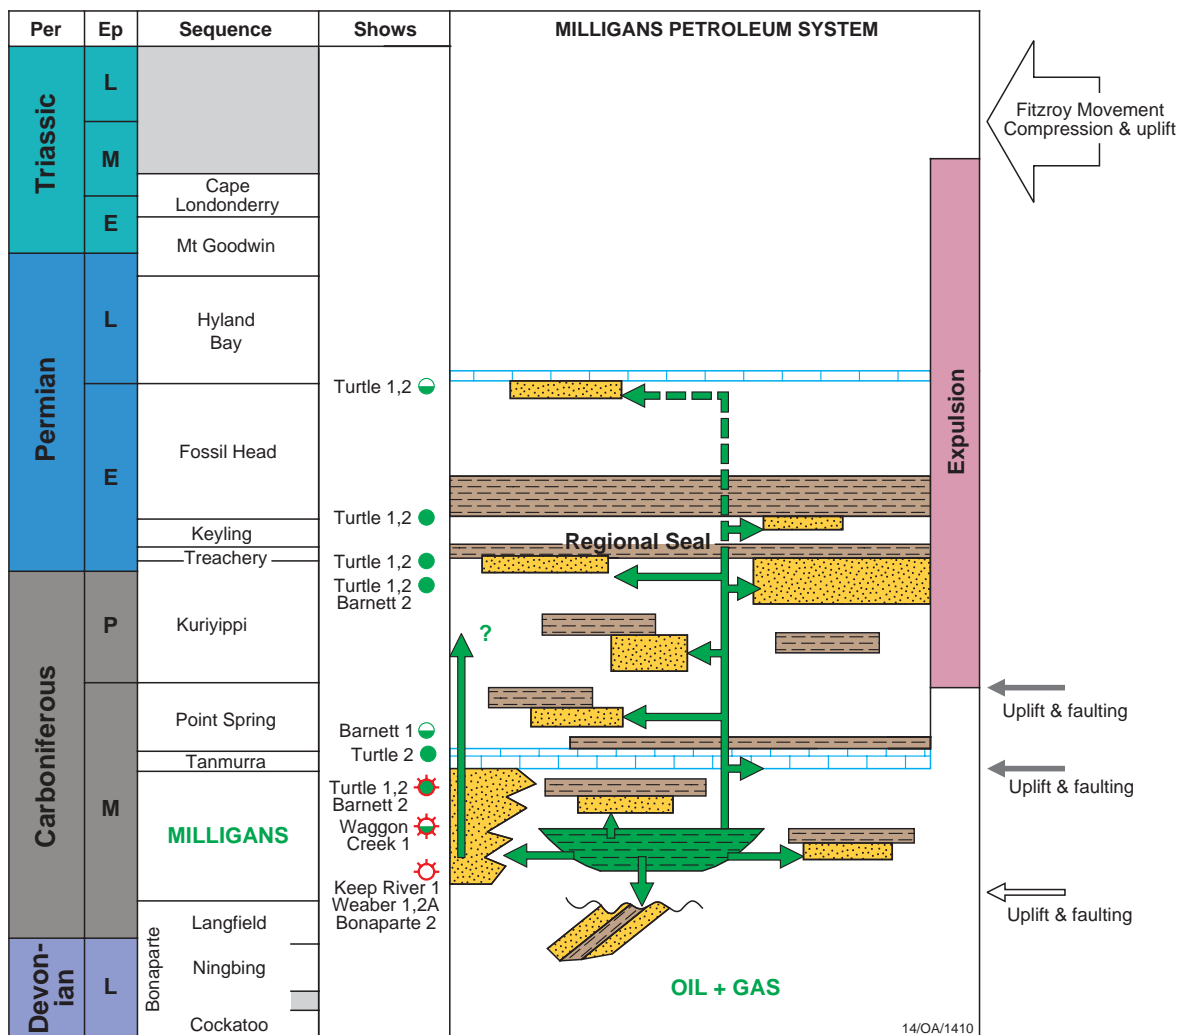 Per
Ep
Sequence
Shows
MILLIGANS PETROLEUM SYSTEM
Triassic
L
M
E
Permian
L
E
Carboniferous
P
M
Devon-
ian
L
Cape
Londonderry
Mt Goodwin
Hyland
Bay
Fossil Head
Keyling
Treachery
Kuriyippi
Point Spring
Tanmurra
MILLIGANS
Langfield
Bonaparte
Ningbing
Cockatoo
Turtle 1,2
Turtle 1,2
Turtle 1,2
Turtle 1,2
Barnett 2
Barnett 1
Turtle 2
Turtle 1,2
Barnett 2
Waggon
Creek 1
Keep River 1
Weaber 1,2A
Bonaparte 2
Regional Seal
?
OIL + GAS
Expulsion
Fitzroy Movement
Compression & uplift
Uplift & faulting
Uplift & faulting
Uplift & faulting
14/OA/1410